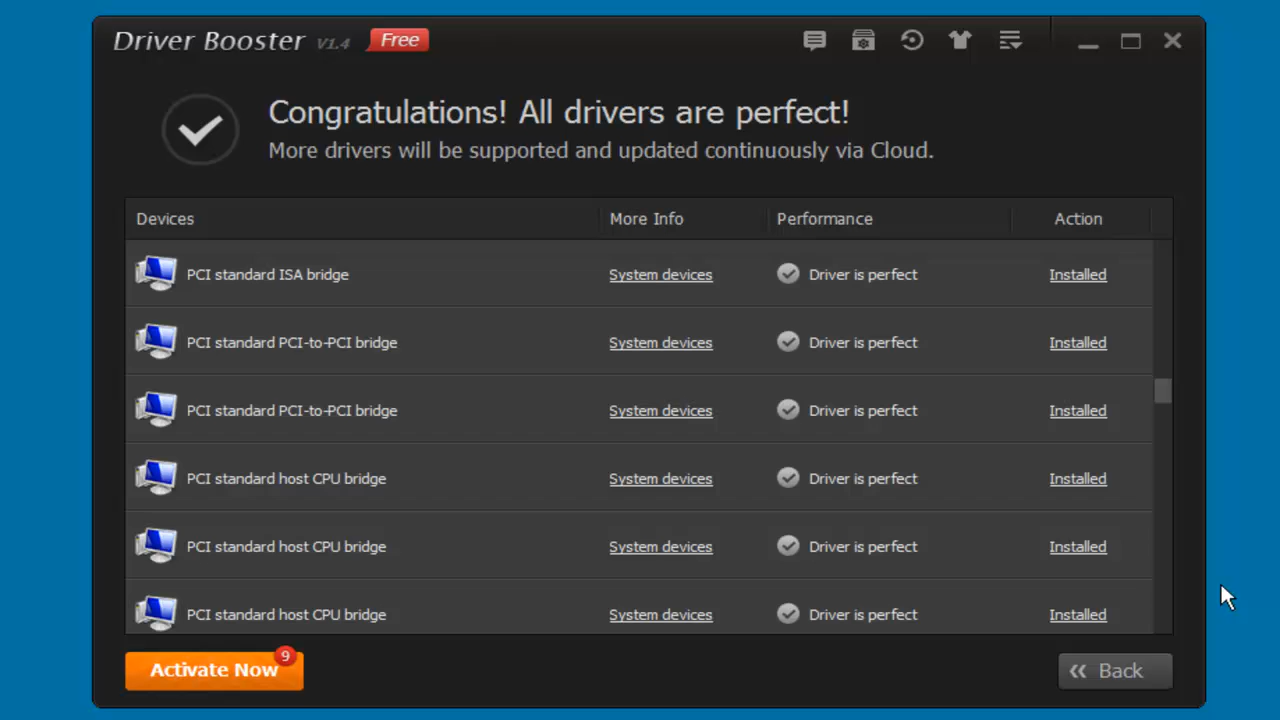 Driver Booster V1.4 Free
Congratulations! All drivers are perfect!
More drivers will be supported and updated continuously via Cloud.
Devices More Info Performance Action
PCI standard ISA bridge System devices Driver is perfect Installed
PCI standard PCI-to-PCI bridge System devices Driver is perfect Installed
PCI standard PCI-to-PCI bridge System devices Driver is perfect Installed
PCI standard host CPU bridge System devices Driver is perfect Installed
PCI standard host CPU bridge System devices Driver is perfect Installed
PCI standard host CPU bridge System devices Driver is perfect Installed
Activate Now 9 Back